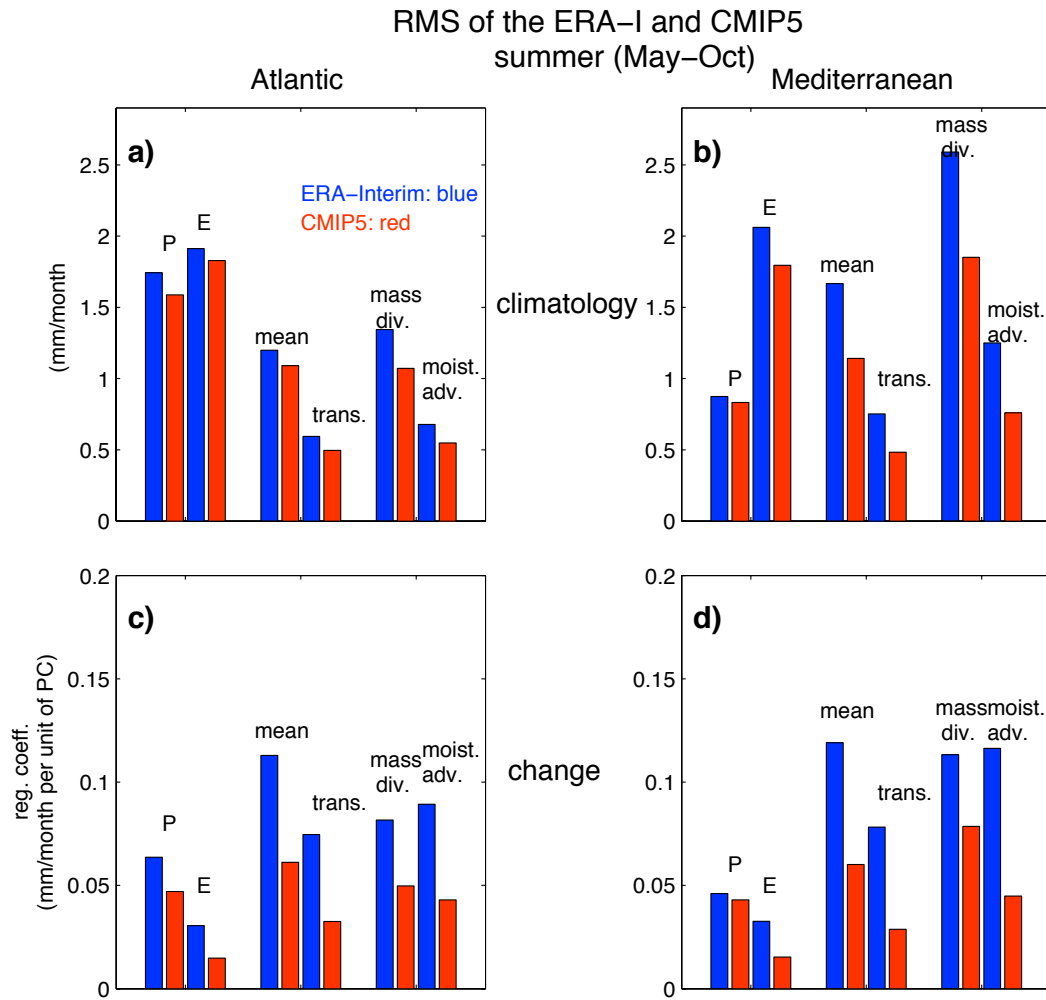 RMS of the ERA−I and CMIP5
summer (May−Oct)
Atlantic
Mediterranean
a)
ERA−Interim: blue
CMIP5: red
P
E
mean
trans.
mass
div.
moist.
adv.
2.5
2
1.5
1
0.5
0
(mm/month)
climatology
b)
P
E
mean
trans.
mass
div.
moist.
adv.
2.5
2
1.5
1
0.5
0
c)
P
E
mean
trans.
mass
div.
moist.
adv.
0.2
0.15
0.1
0.05
0
reg. coeff.
(mm/month per unit of PC)
change
d)
P
E
mean
trans.
mass
div.
moist.
adv.
0.2
0.15
0.1
0.05
0